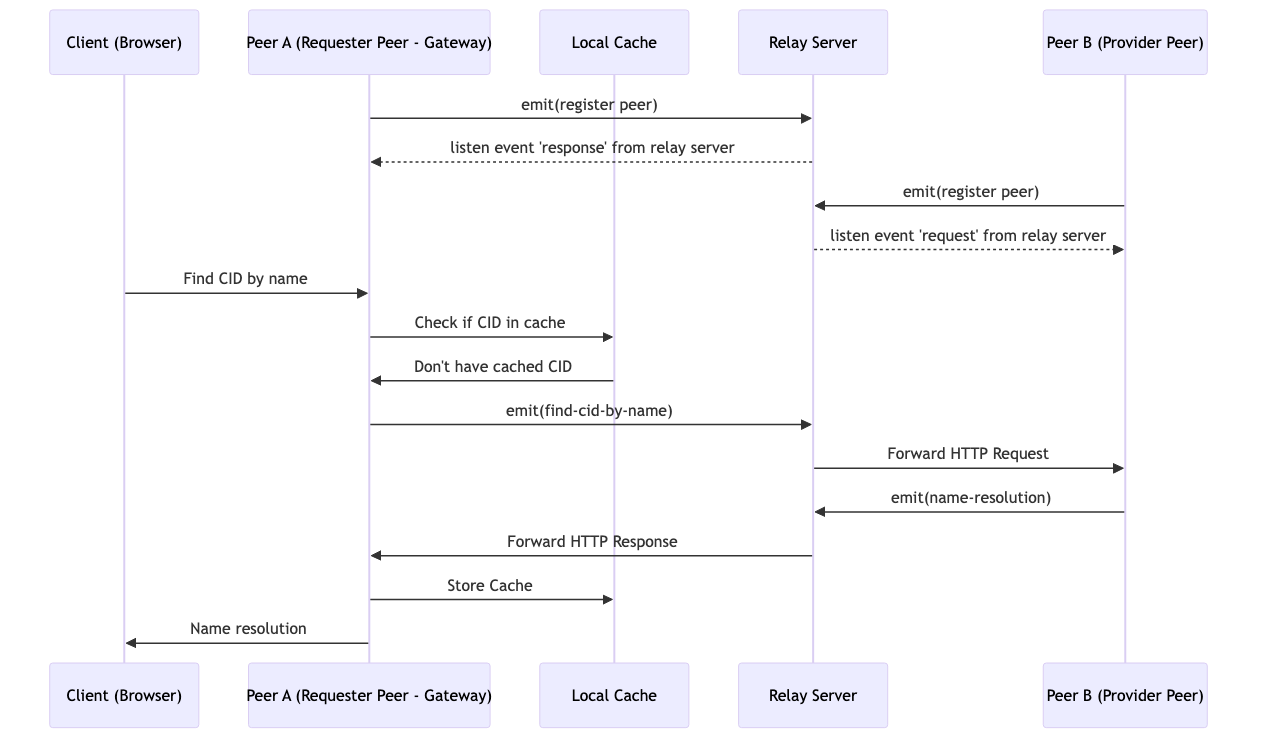 Client (Browser)
Peer A (Requester Peer - Gateway)
Local Cache
Relay Server
Peer B (Provider Peer)
emit(register peer)
listen event 'response' from relay server
emit(register peer)
listen event 'request' from relay server
Find CID by name
Check if CID in cache
Don't have cached CID
emit(find-cid-by-name)
Forward HTTP Request
emit(name-resolution)
Forward HTTP Response
Store Cache
Name resolution
Client (Browser)
Peer A (Requester Peer - Gateway)
Local Cache
Relay Server
Peer B (Provider Peer)